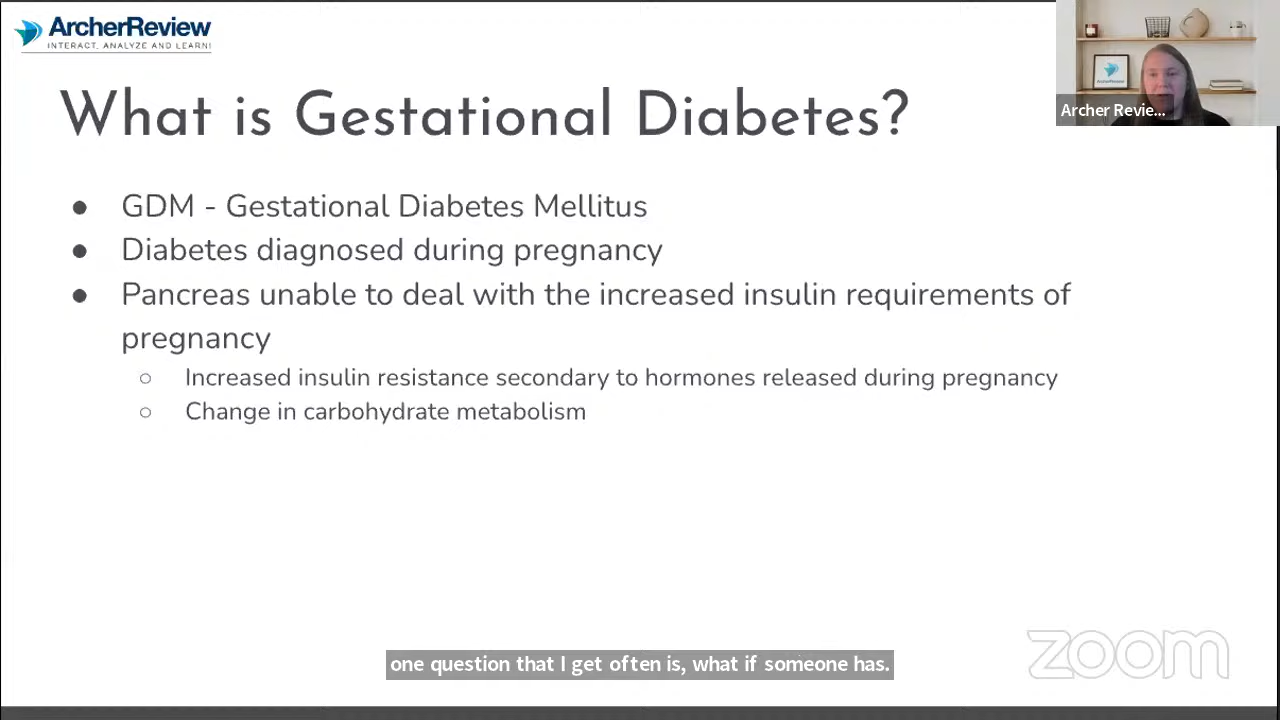 ArcherReview
INTERACT, ANALYZE AND LEARN!
What is Gestational Diabetes?
● GDM - Gestational Diabetes Mellitus
● Diabetes diagnosed during pregnancy
● Pancreas unable to deal with the increased insulin requirements of
pregnancy
○ Increased insulin resistance secondary to hormones released during pregnancy
○ Change in carbohydrate metabolism
ArcherReview
Archer Revie...
one question that I get often is, what if someone has.
zoom